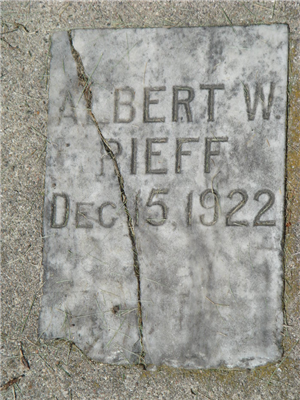 ALBERT W.
RIEFF
DEC 15, 1922